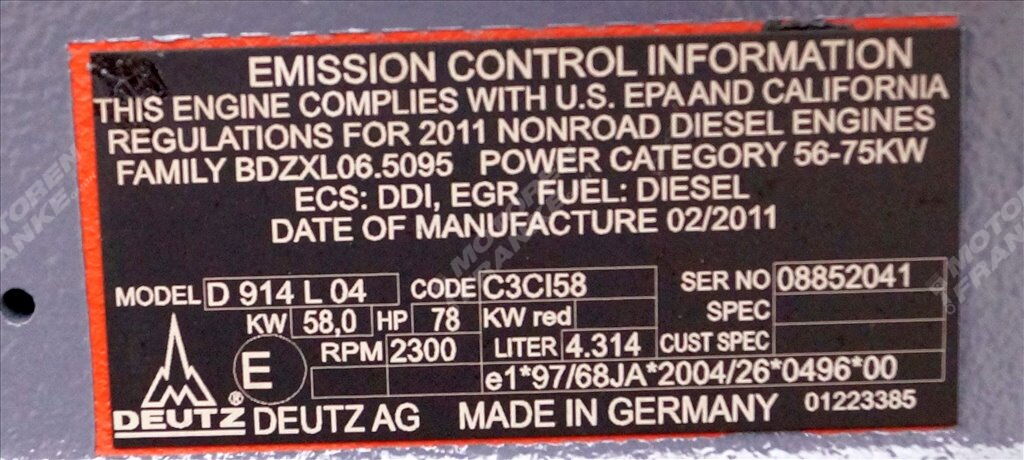 EMISSION CONTROL INFORMATION
THIS ENGINE COMPLIES WITH U.S. EPA AND CALIFORNIA
REGULATIONS FOR 2011 NONROAD DIESEL ENGINES
FAMILY BDZXL06.5095 POWER CATEGORY 56-75KW
ECS: DDI, EGR FUEL: DIESEL
DATE OF MANUFACTURE 02/2011
MODEL D 914 L 04 CODE C3CI58 SER NO 08852041
KW 58,0 HP 78 KW red SPEC
RPM 2300 LITER 4.314 CUST SPEC
E e1*97/68JA*2004/26*0496*00
DEUTZ® DEUTZ AG MADE IN GERMANY 01223385
MOTOREN
FRANKE